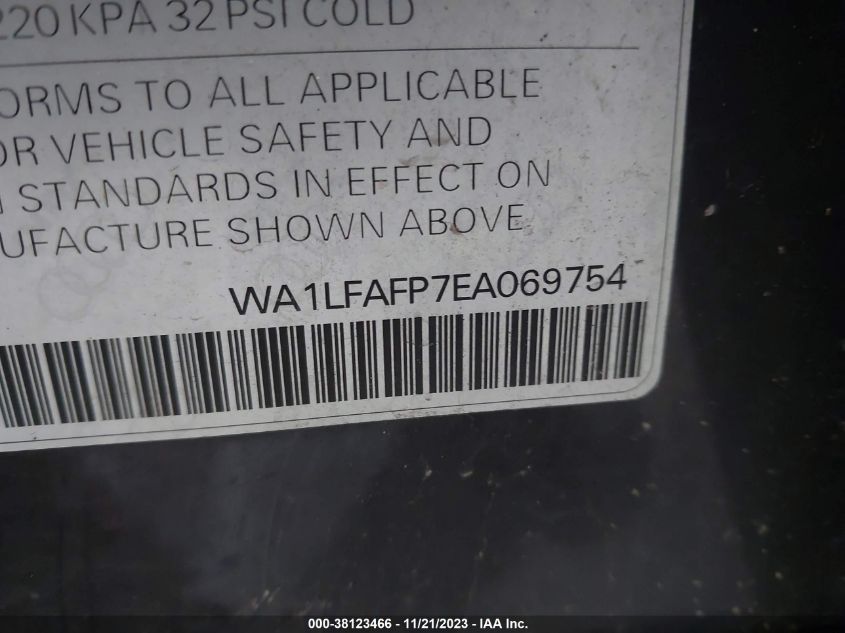 220 KPA 32 PSI COLD
ORMS TO ALL APPLICABLE
OR VEHICLE SAFETY AND
STANDARDS IN EFFECT ON
UFACTURE SHOWN ABOVE
WA1LFAFP7EA069754
000-38123466 - 11/21/2023 - IAA Inc.